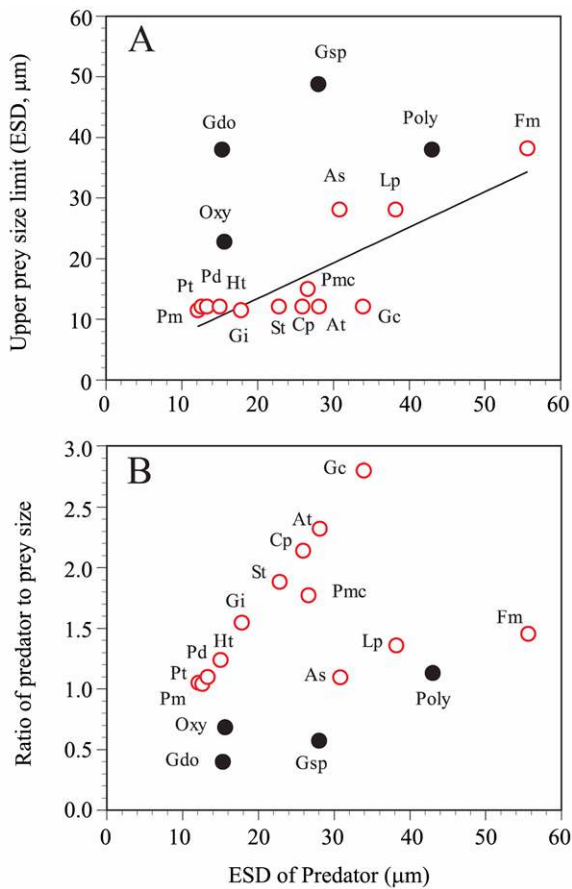 60
A
Gsp
50
Gdo
Poly
Fm
40
As
Lp
30
Oxy
20
Pt
Pd
Ht
Pmc
10
Pm
Gi
St
Cp
At
Gc
0
0
10
20
30
40
50
60
Upper prey size limit (ESD, μm)
3.0
B
Gc
2.5
At
Cp
2.0
St
Pmc
Gi
Fm
1.5
Ht
Lp
Pd
Pt
As
1.0
Pm
Poly
Oxy
0.5
Gdo
Gsp
0.0
0
10
20
30
40
50
60
Ratio of predator to prey size
ESD of Predator (μm)